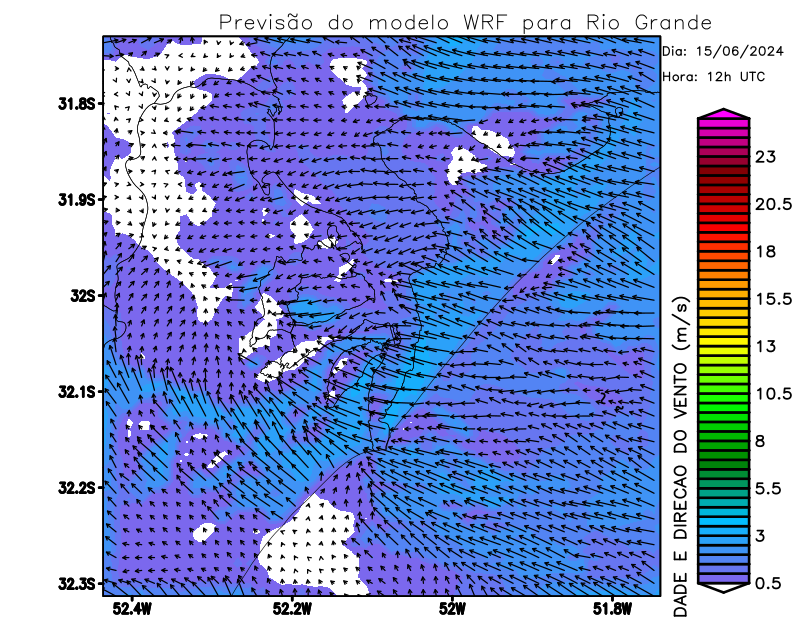 Previsão do modelo WRF para Rio Grande
Dia: 15/06/2024
Hora: 12h UTC
31.8S
31.9S
32S
32.1S
32.2S
32.3S
52.4W
52.2W
52W
51.8W
23
20.5
18
15.5
13
10.5
8
5.5
3
0.5
DADE E DIRECAO DO VENTO (m/s)